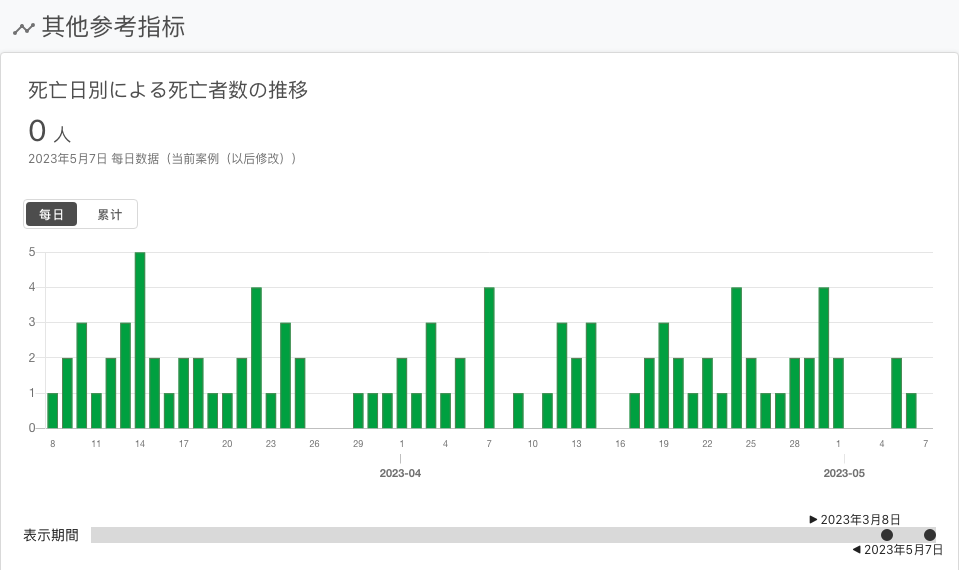 其他参考指标
死亡日別による死亡者数の推移
0 人
2023年5月7日 每日数据（当前案例（以后修改））
每日 累计
5
4
3
2
1
0
8 11 14 17 20 23 26 29 1 4 7 10 13 16 19 22 25 28 1 4 7
2023-04 2023-05
▶ 2023年3月8日
表示期間
◀ 2023年5月7日